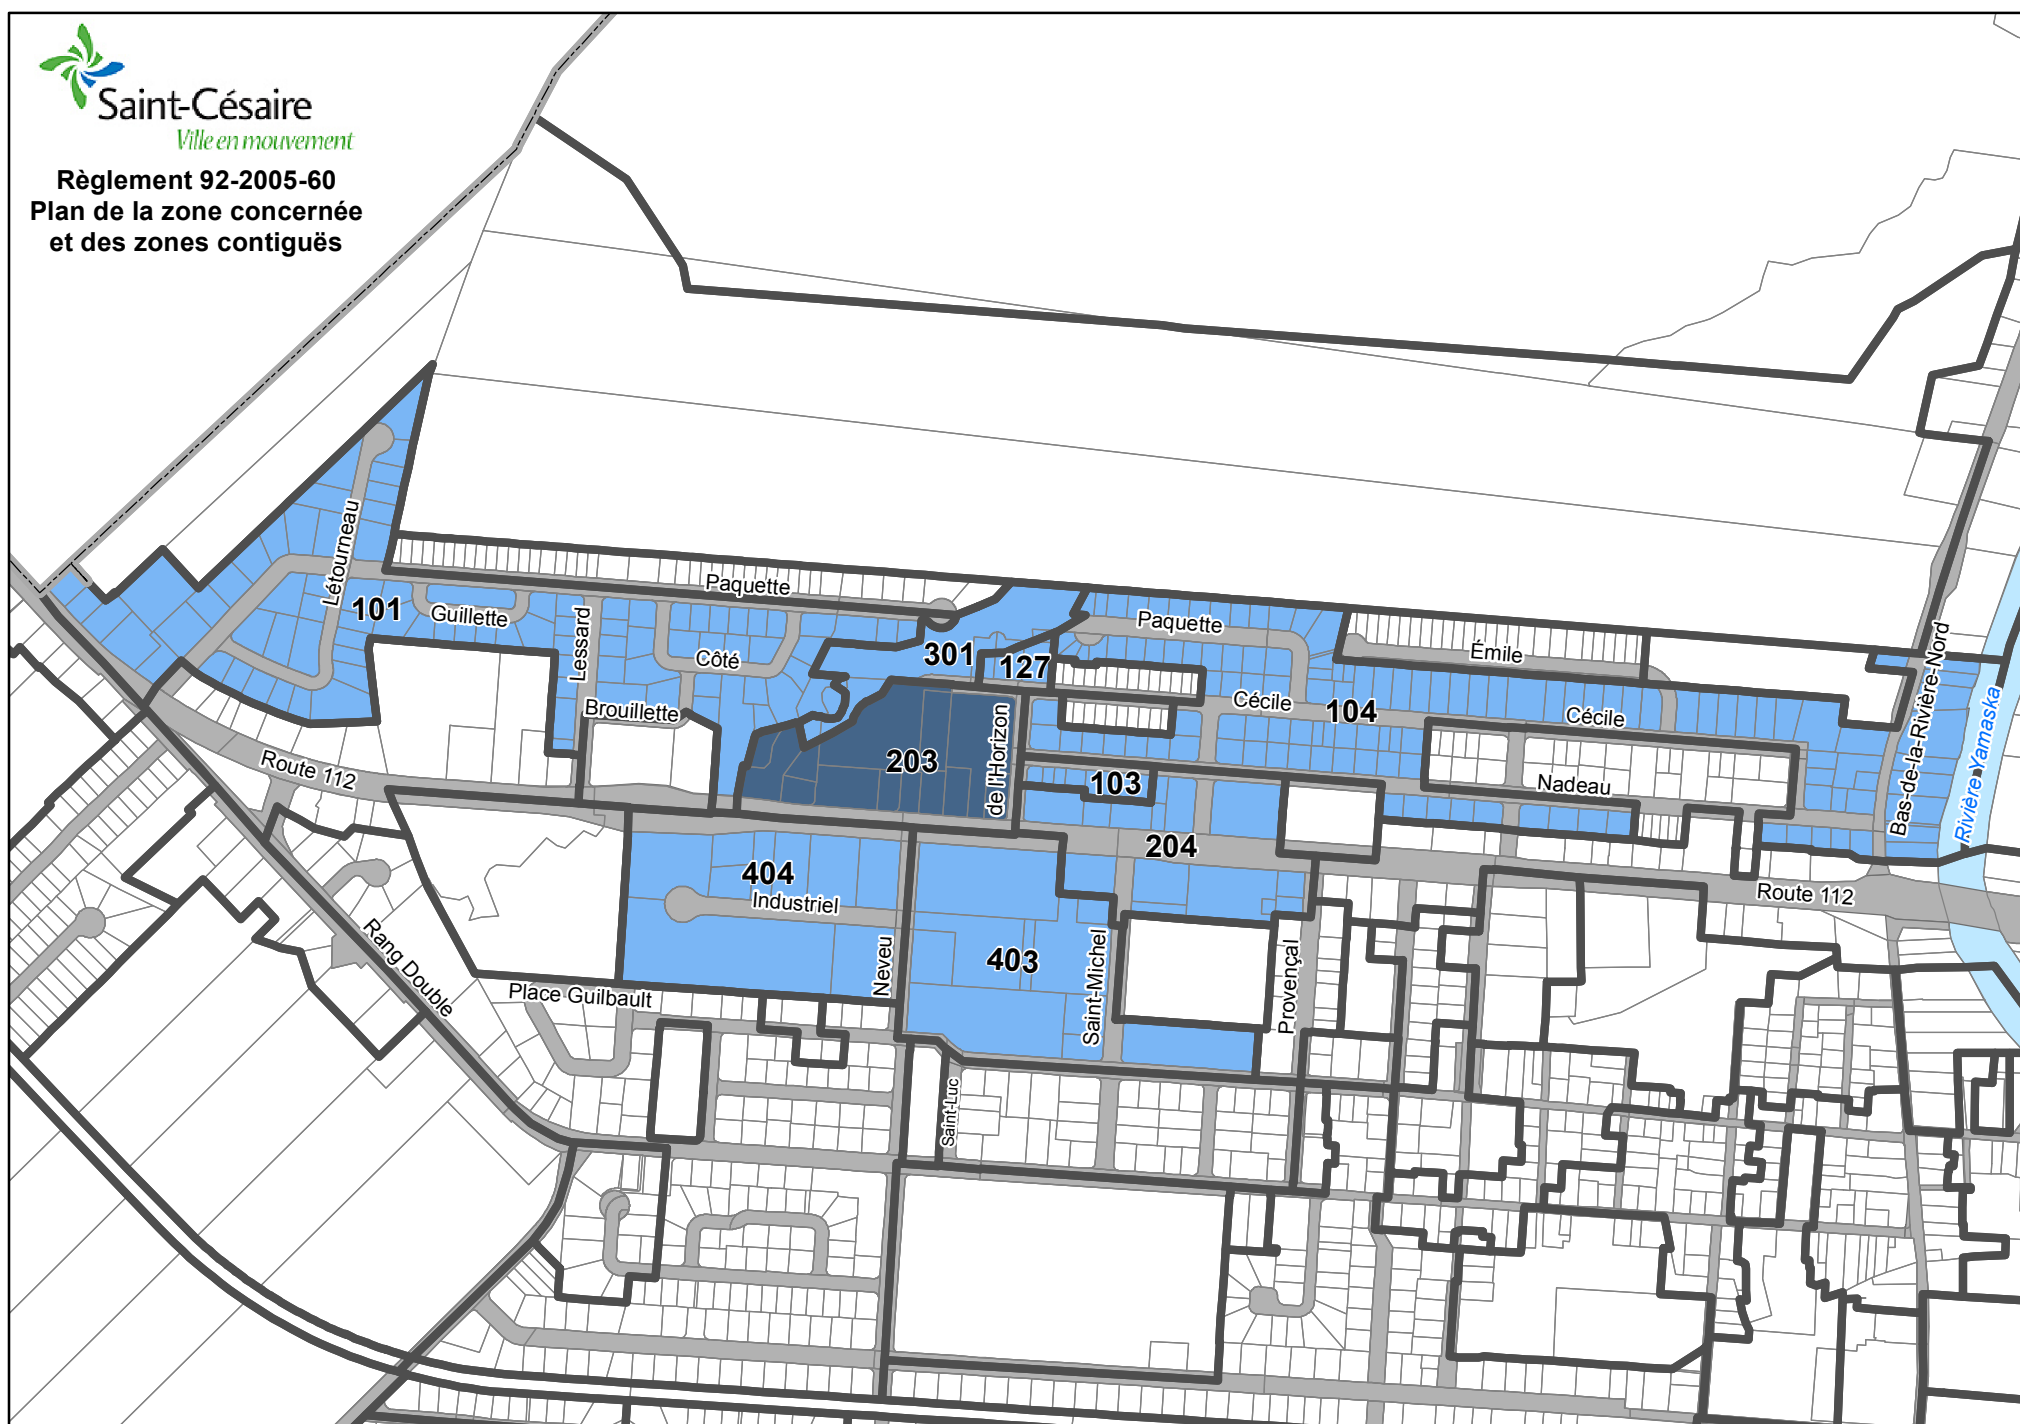 Saint-Césaire
Ville en mouvement
Règlement 92-2005-60
Plan de la zone concernée
et des zones contiguës
Létourneau
101
Guillette
Paquette
Lessard
Côté
Brouillette
301
127
Paquette
Émile
Cécile
104
Cécile
Bas-de-la-Rivière-Nord
Rivière Yamaska
203
de l'Horizon
103
Nadeau
Route 112
204
404
Industriel
Route 112
Rang Double
Neveu
403
Saint-Michel
Provençal
Place Guilbault
Saint-Luc